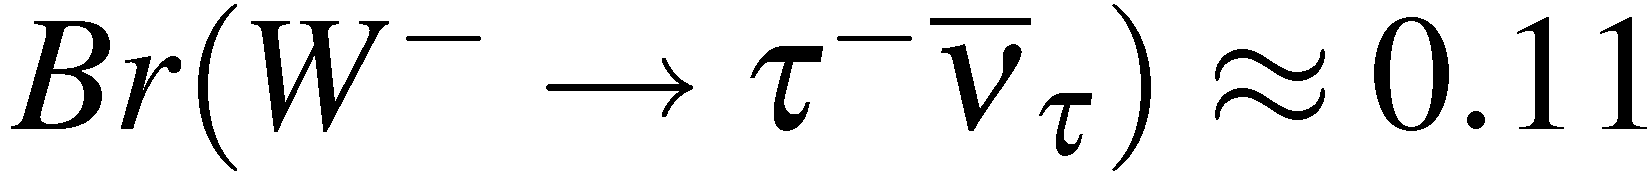 Br(W⁻ → τ⁻ν̅_τ) ≈ 0.11